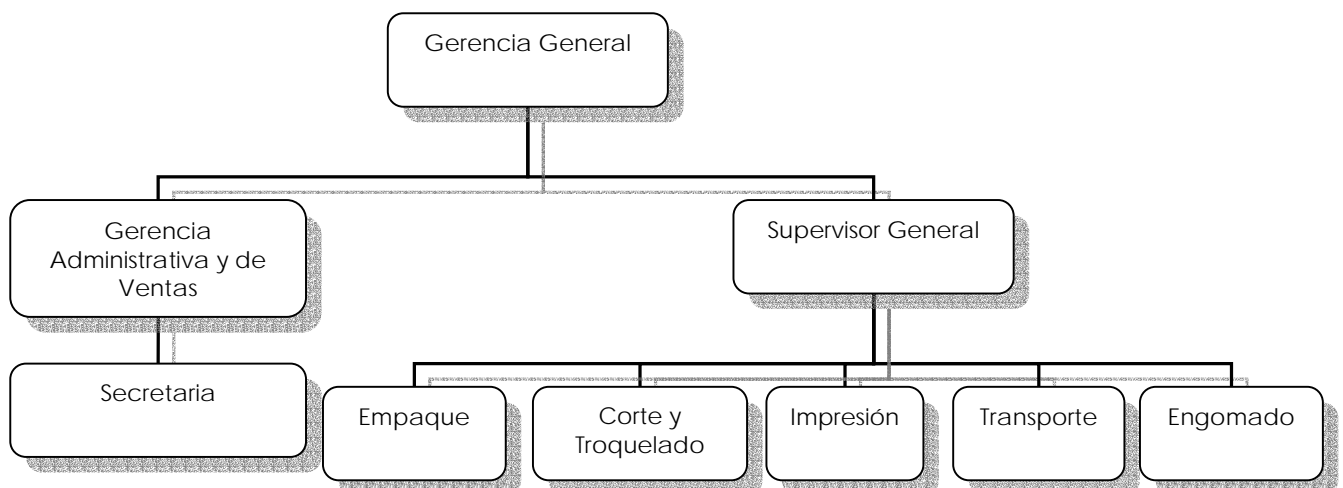 Gerencia General
Gerencia
Administrativa y de
Ventas
Supervisor General
Secretaria
Empaque
Corte y
Troquelado
Impresión
Transporte
Engomado